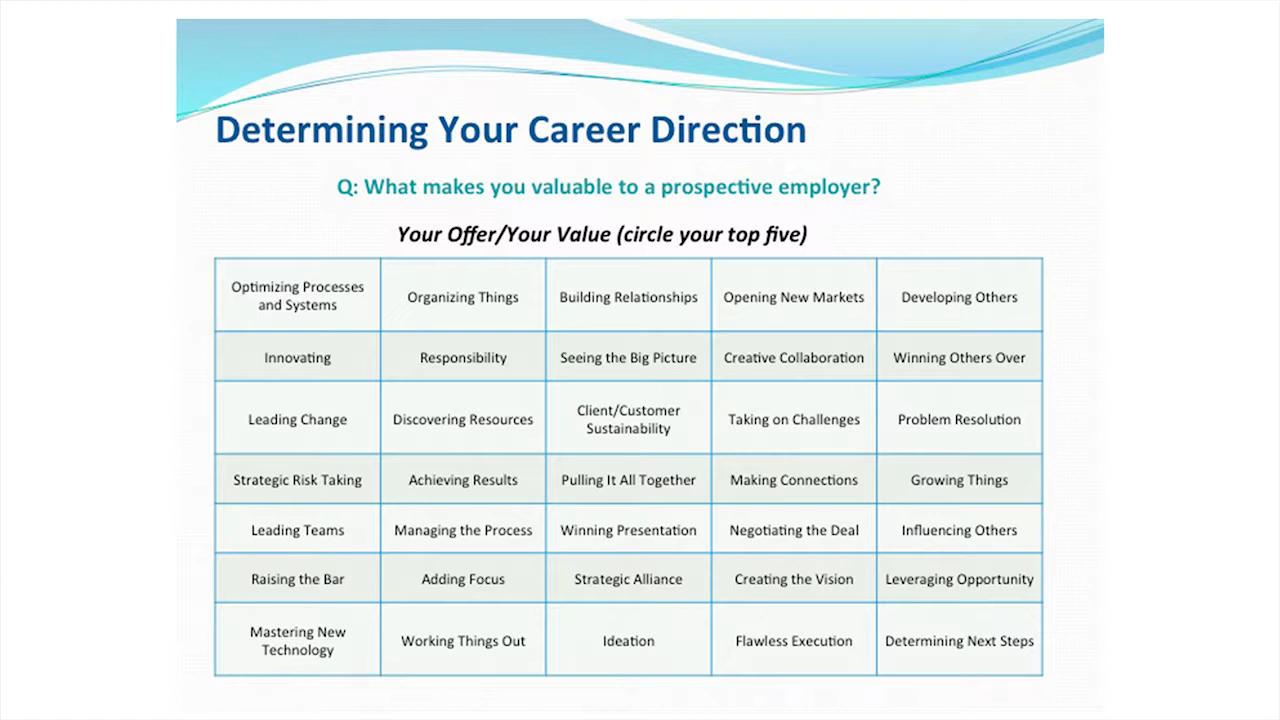 Determining Your Career Direction
Q: What makes you valuable to a prospective employer?
Your Offer/Your Value (circle your top five)
Optimizing Processes
and Systems
Organizing Things
Building Relationships
Opening New Markets
Developing Others
Innovating
Responsibility
Seeing the Big Picture
Creative Collaboration
Winning Others Over
Leading Change
Discovering Resources
Client/Customer
Sustainability
Taking on Challenges
Problem Resolution
Strategic Risk Taking
Achieving Results
Pulling It All Together
Making Connections
Growing Things
Leading Teams
Managing the Process
Winning Presentation
Negotiating the Deal
Influencing Others
Raising the Bar
Adding Focus
Strategic Alliance
Creating the Vision
Leveraging Opportunity
Mastering New
Technology
Working Things Out
Ideation
Flawless Execution
Determining Next Steps